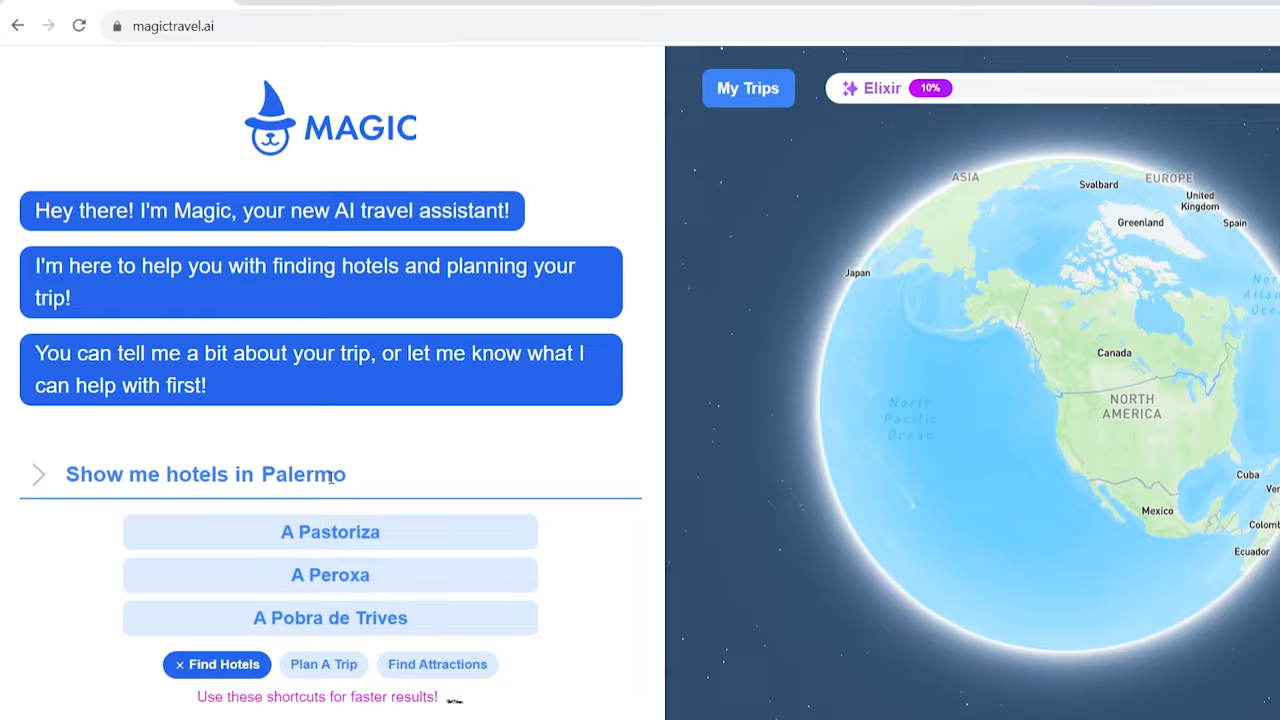 magictravel.ai
MAGIC
Hey there! I'm Magic, your new AI travel assistant!
I'm here to help you with finding hotels and planning your
trip!
You can tell me a bit about your trip, or let me know what I
can help with first!
Show me hotels in Palermo
A Pastoriza
A Peroxa
A Pobra de Trives
× Find Hotels
Plan A Trip
Find Attractions
Use these shortcuts for faster results!
My Trips
Elixir
10%
ASIA
EUROPE
Svalbard
United
Kingdom
Greenland
Spain
Japan
Canada
NORTH
AMERICA
North
Pacific
Ocean
Cuba
Mexico
Ecuador